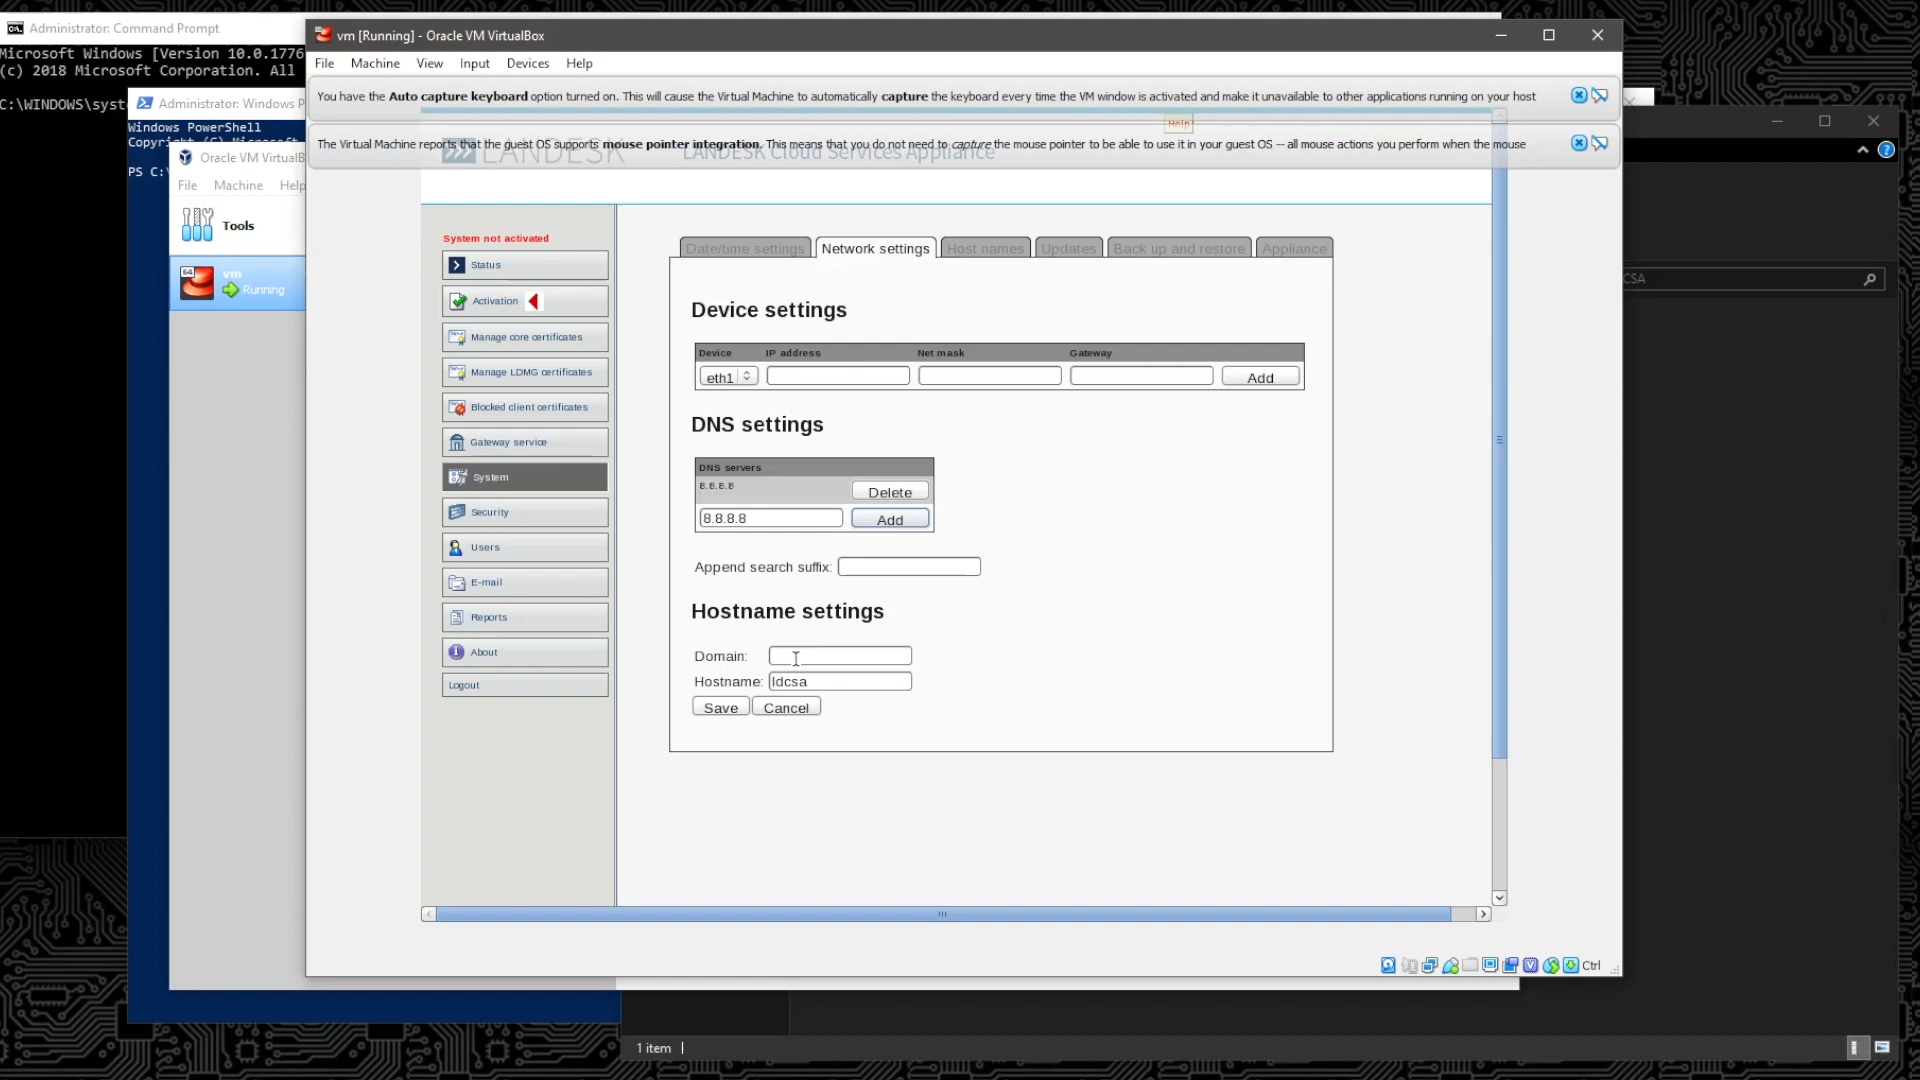 Administrator: Command Prompt
Microsoft Windows [Version 10.0.1776
(c) 2018 Microsoft Corporation. All
C:\WINDOWS\syst
Administrator: Windows P
Windows PowerShell
Copyright (C) Microsoft
PS C:\
Oracle VM VirtualB
File Machine Help
Tools
64
vm
Running
vm [Running] - Oracle VM VirtualBox
File Machine View Input Devices Help
You have the Auto capture keyboard option turned on. This will cause the Virtual Machine to automatically capture the keyboard every time the VM window is activated and make it unavailable to other applications running on your host
Help
The Virtual Machine reports that the guest OS supports mouse pointer integration. This means that you do not need to capture the mouse pointer to be able to use it in your guest OS -- all mouse actions you perform when the mouse
LANDESK
LANDESK Cloud Services Appliance
System not activated
Status
Activation
Manage core certificates
Manage LDMG certificates
Blocked client certificates
Gateway service
System
Security
Users
E-mail
Reports
About
Logout
Date/time settings Network settings Host names Updates Back up and restore Appliance
Device settings
Device IP address Net mask Gateway
eth1 Add
DNS settings
DNS servers
8.8.8.8 Delete
8.8.8.8 Add
Append search suffix:
Hostname settings
Domain:
Hostname: ldcsa
Save Cancel
Ctrl
CSA
1 item